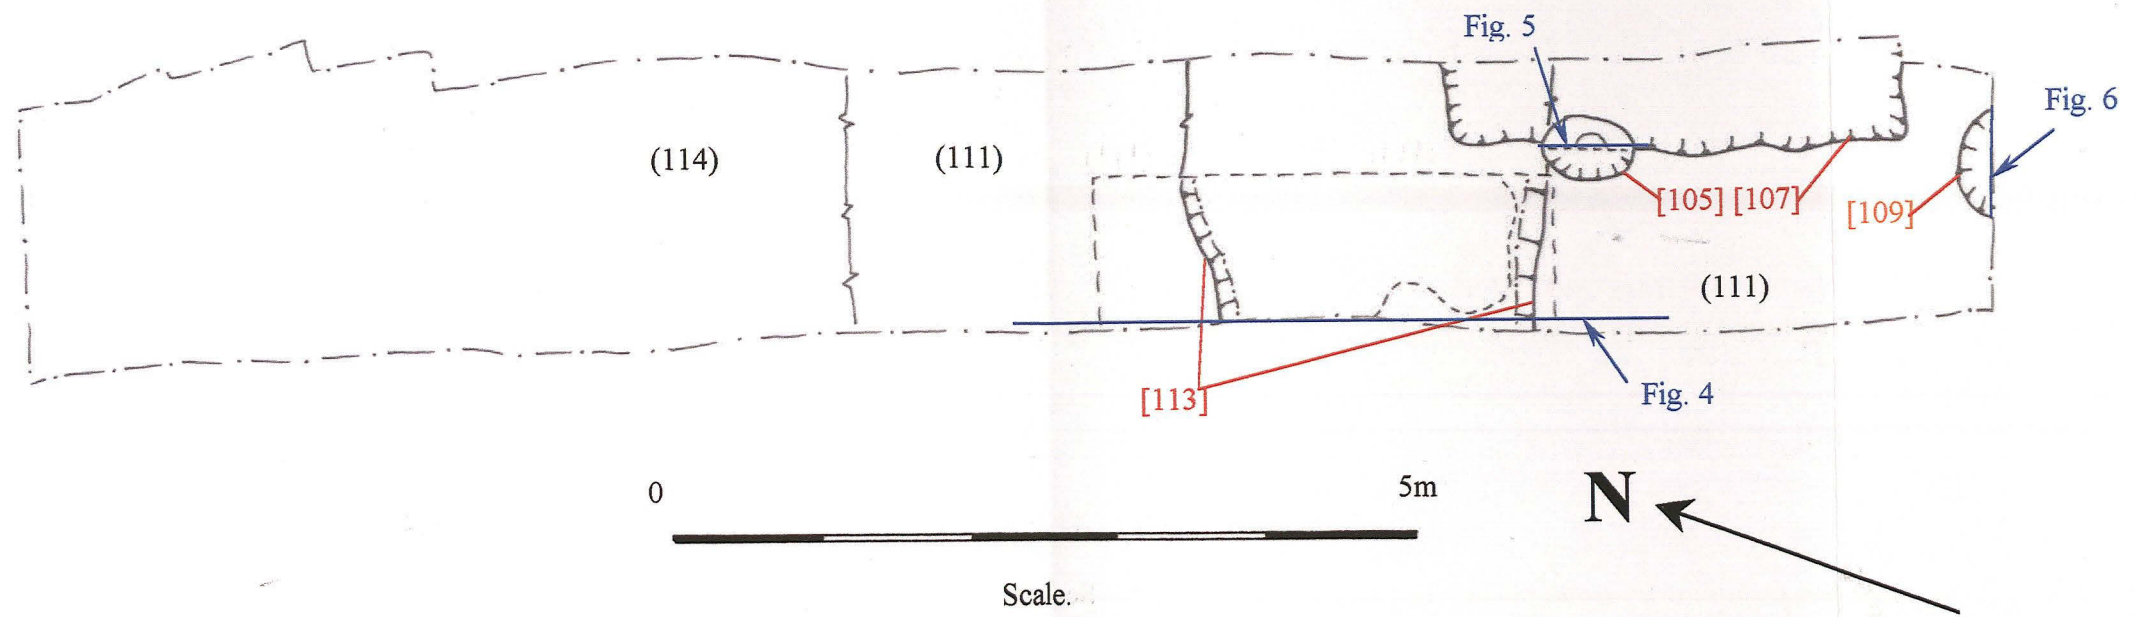 Fig. 5
Fig. 6
(114)
(111)
[105] [107]
[109]
(111)
[113]
Fig. 4
0
5m
N
Scale.